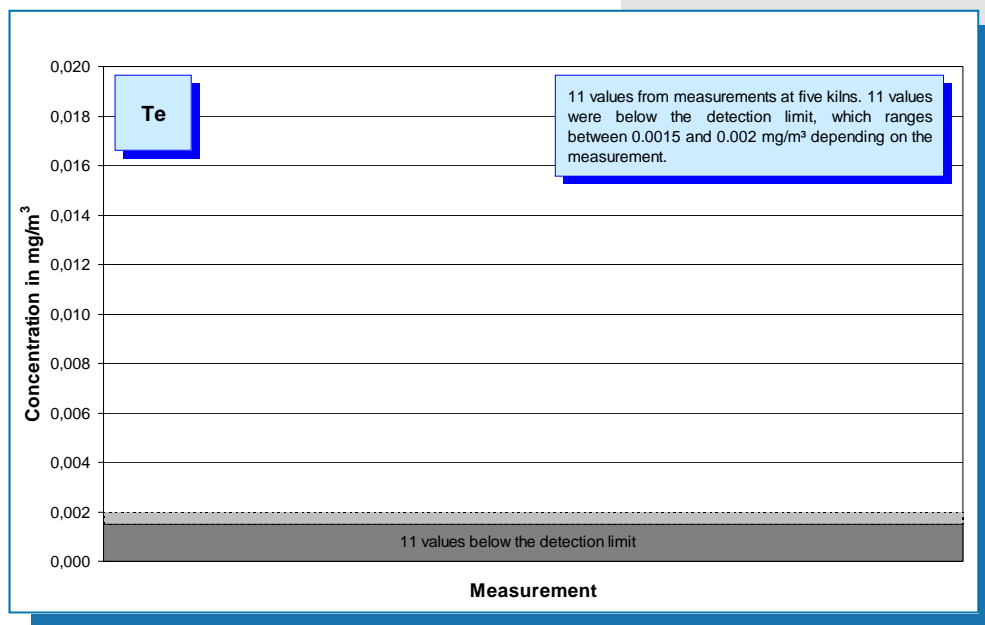 Te
11 values from measurements at five kilns. 11 values
were below the detection limit, which ranges
between 0.0015 and 0.002 mg/m³ depending on the
measurement.
Concentration in mg/m³
0,020
0,018
0,016
0,014
0,012
0,010
0,008
0,006
0,004
0,002
0,000
11 values below the detection limit
Measurement